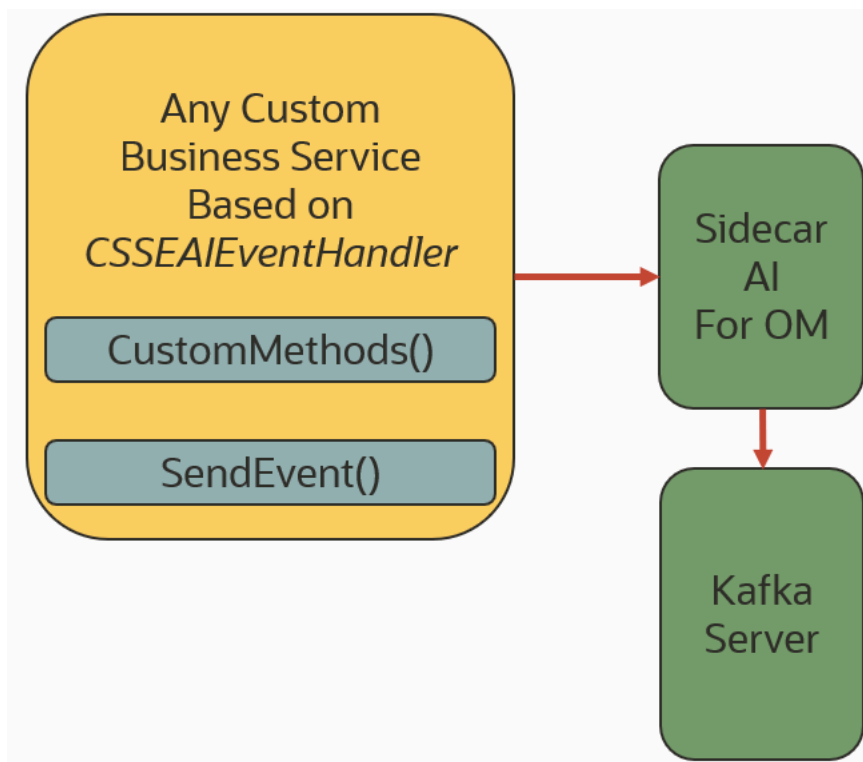 Any Custom
Business Service
Based on
CSSEAIEventHandler
CustomMethods()
SendEvent()
Sidecar
AI
For OM
Kafka
Server